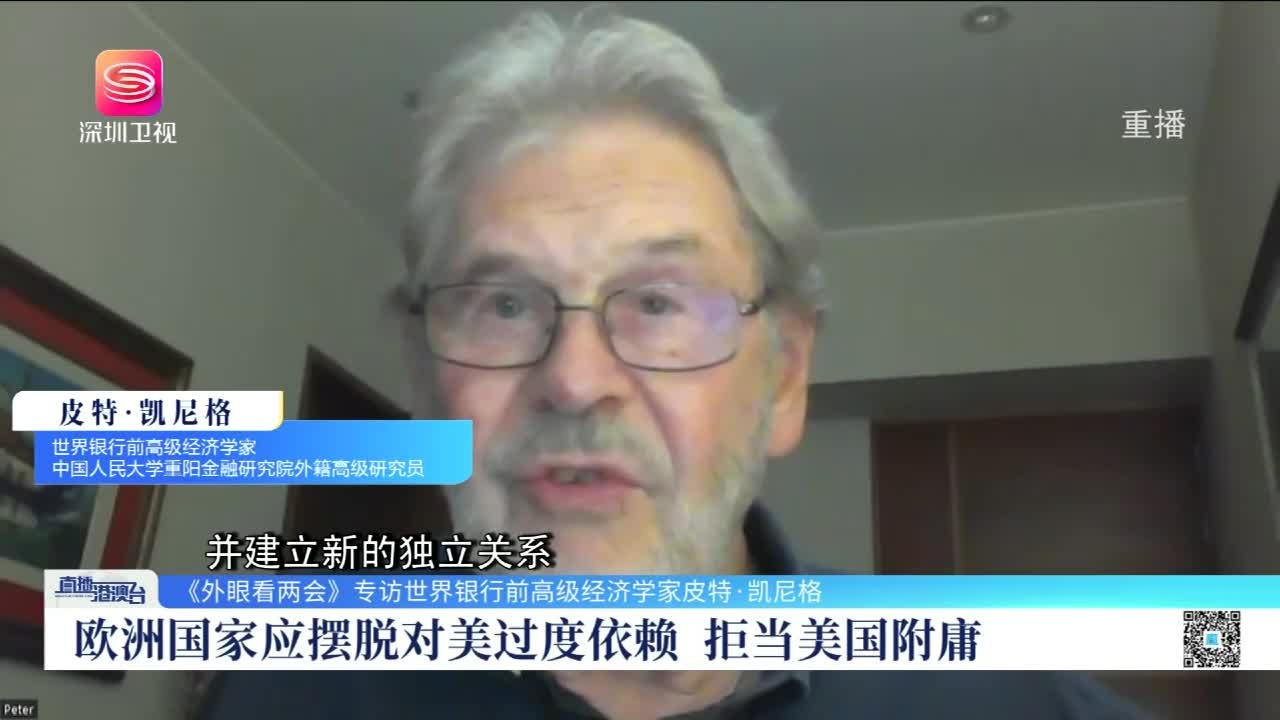 深圳卫视
重播
皮特·凯尼格
世界银行前高级经济学家
中国人民大学重阳金融研究院外籍高级研究员
并建立新的独立关系
直播港澳台
《外眼看两会》专访世界银行前高级经济学家皮特·凯尼格
欧洲国家应摆脱对美过度依赖 拒当美国附庸
Peter